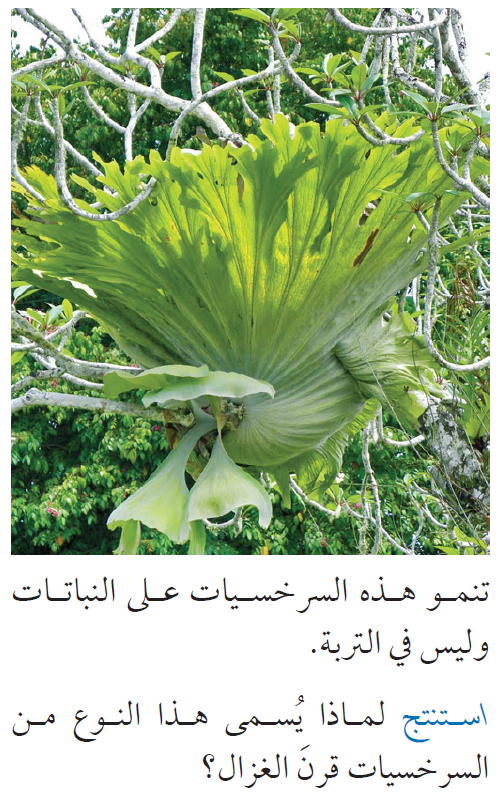 تنمو هذه السرخسيات على النباتات
وليس في التربة.
استنتج لماذا يُسمى هذا النوع من
السرخسيات قرنَ الغزال؟